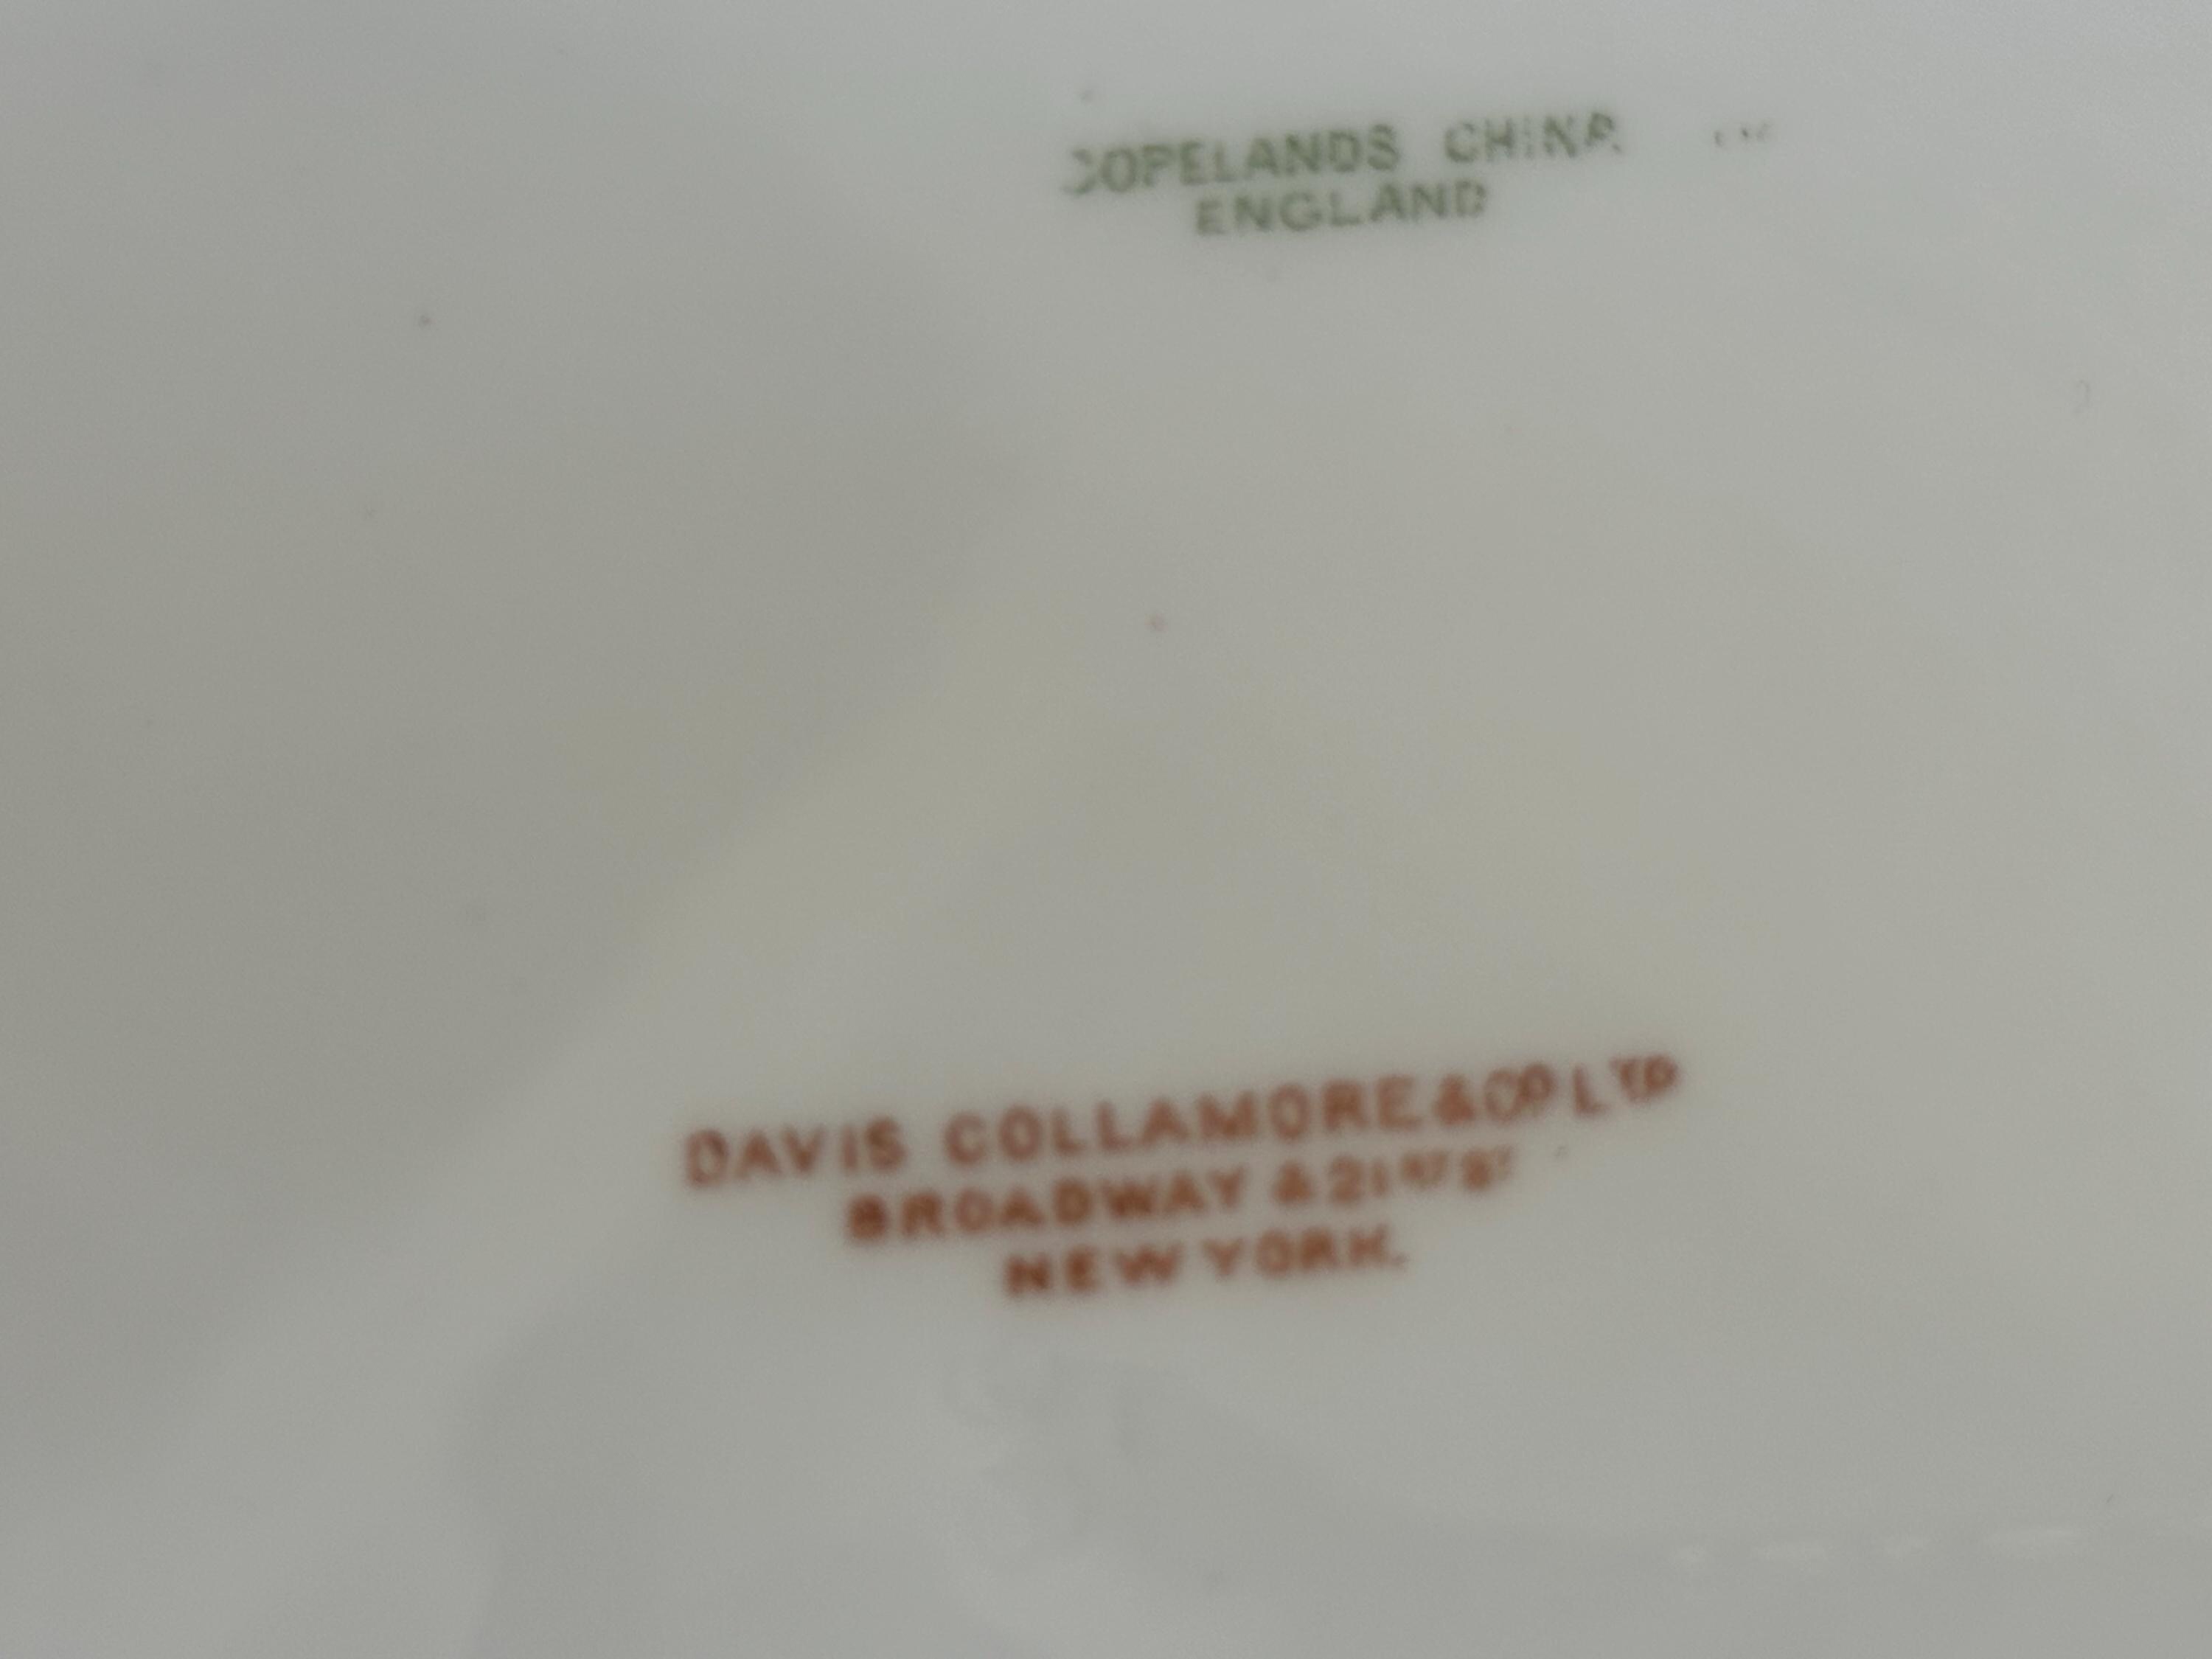 COPELANDS CHINA
ENGLAND
DAVIS COLLAMORE & CO LTD
BROADWAY & 21ST ST
NEW YORK.